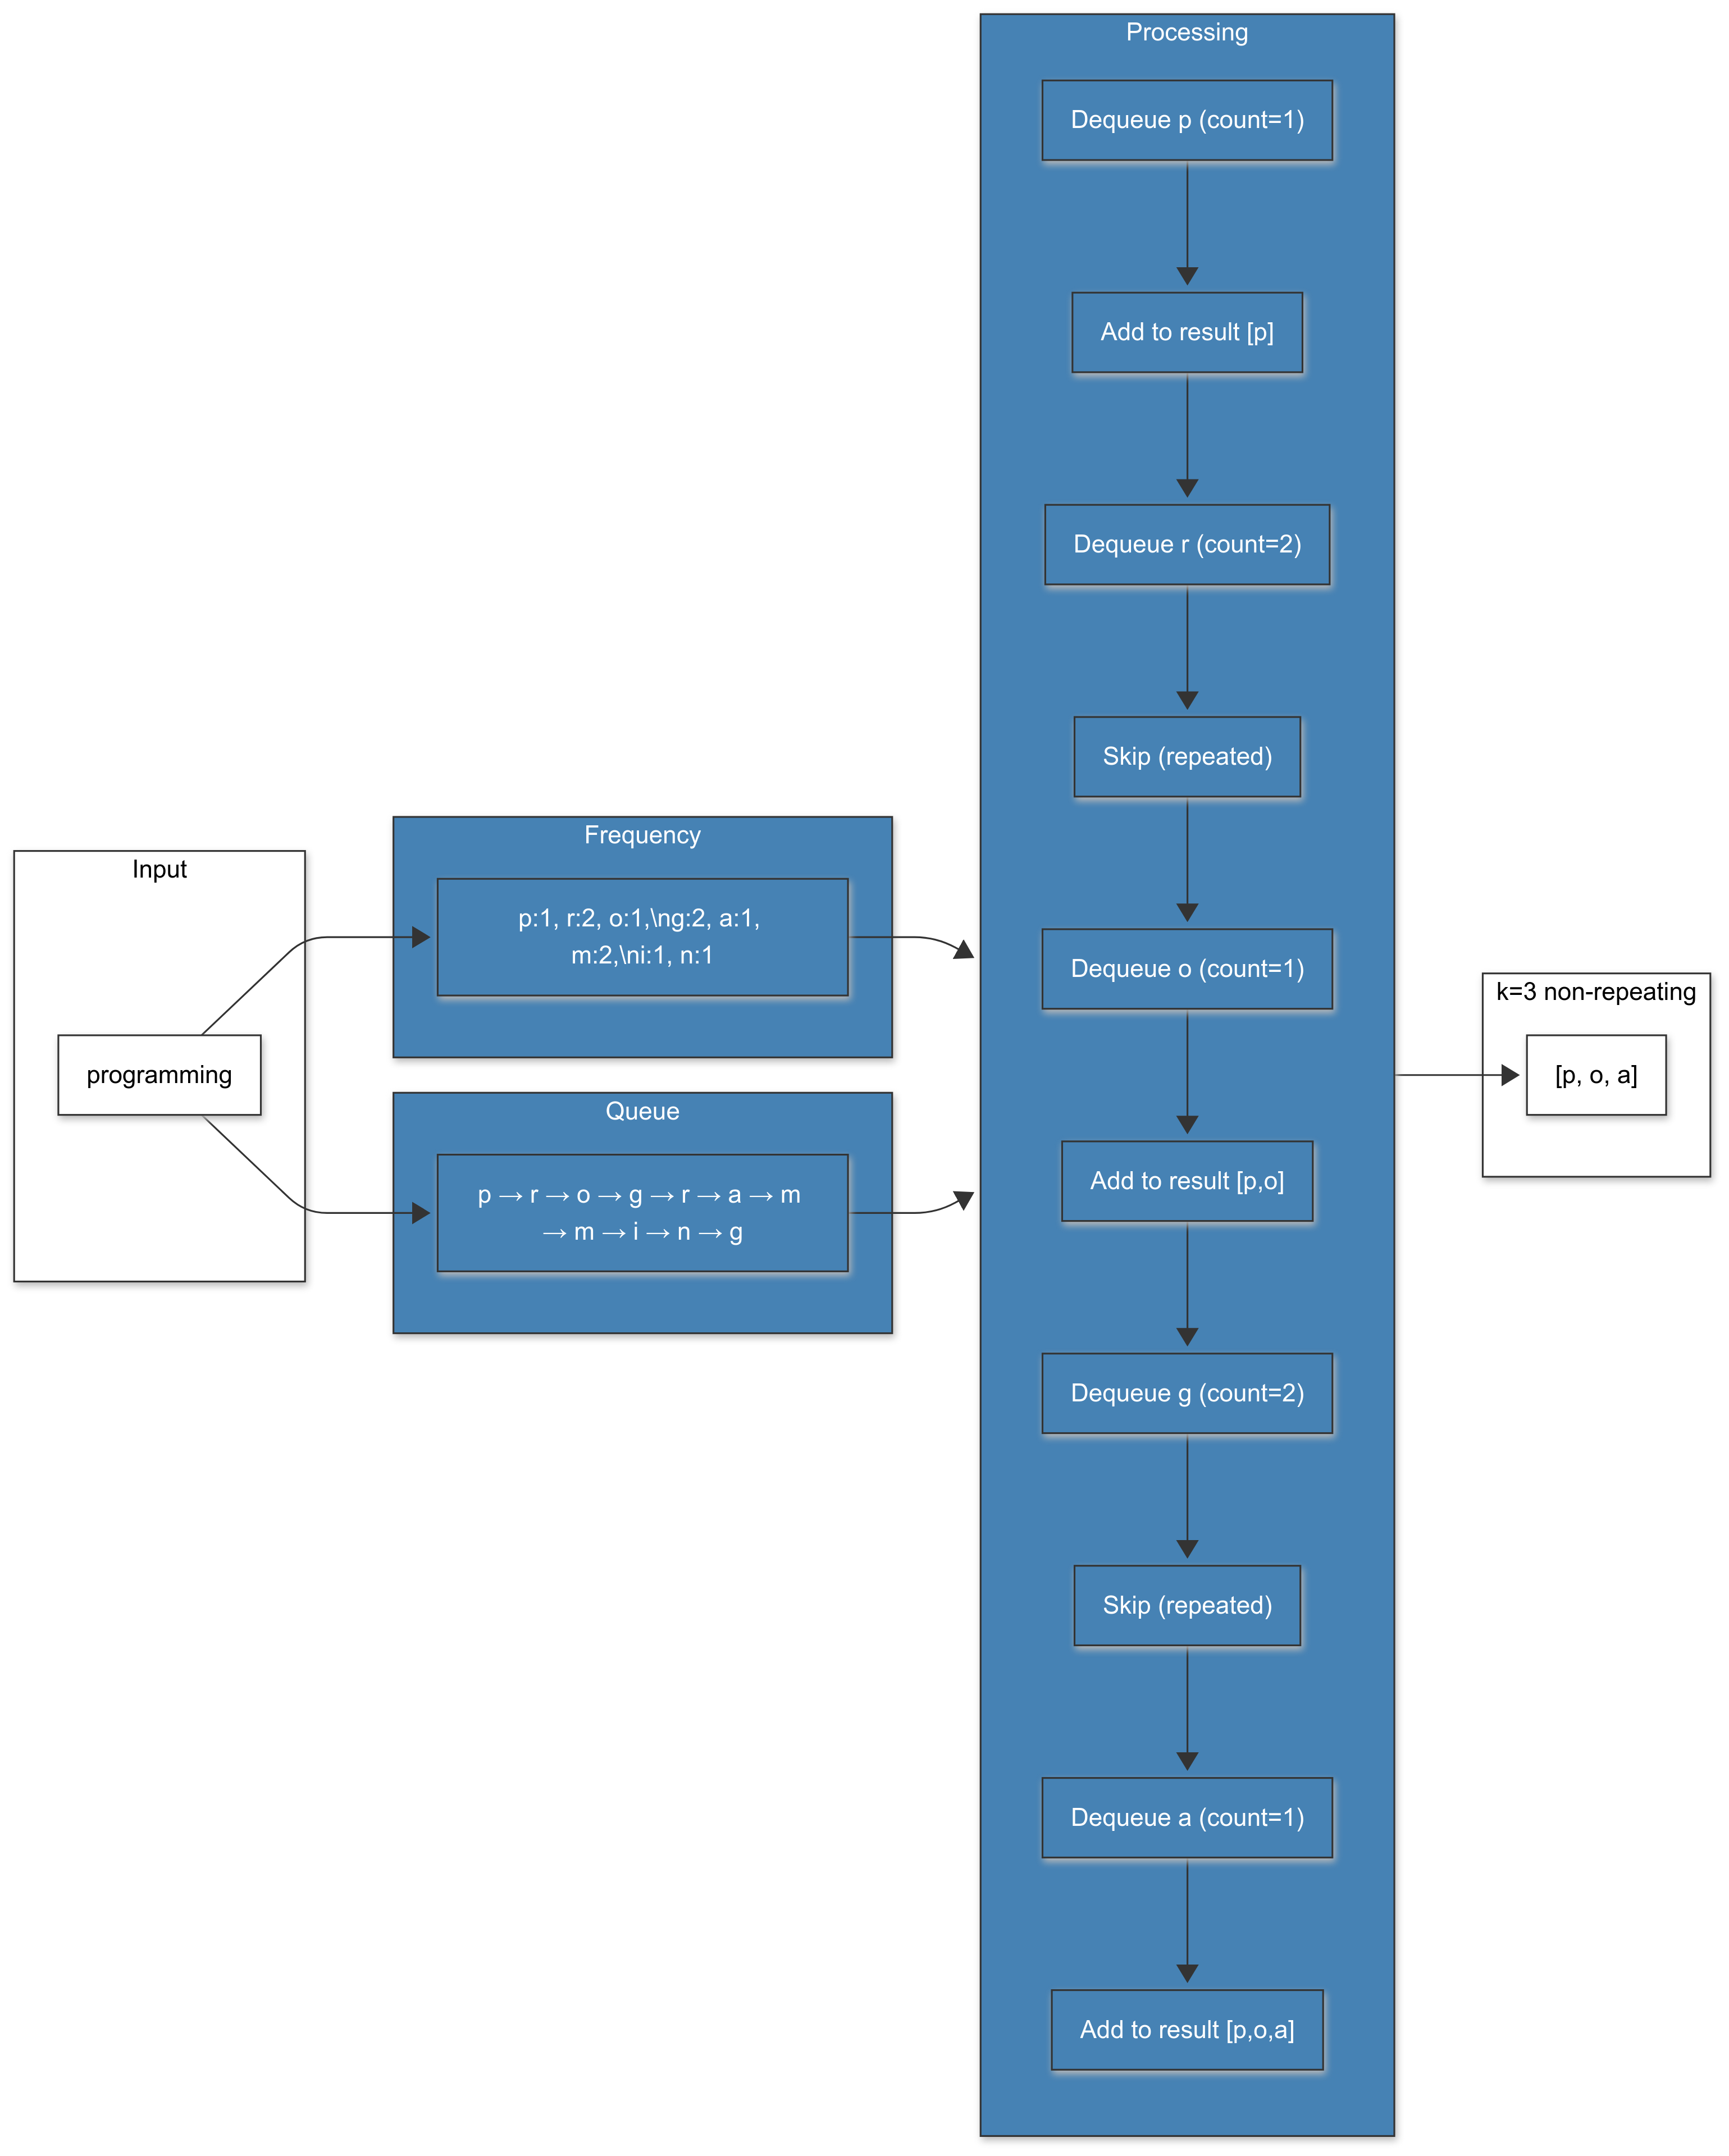 Input
programming
Frequency
p:1, r:2, o:1,\ng:2, a:1,
m:2,\ni:1, n:1
Queue
p → r → o → g → r → a → m
→ m → i → n → g
Processing
Dequeue p (count=1)
Add to result [p]
Dequeue r (count=2)
Skip (repeated)
Dequeue o (count=1)
Add to result [p,o]
Dequeue g (count=2)
Skip (repeated)
Dequeue a (count=1)
Add to result [p,o,a]
k=3 non-repeating
[p, o, a]